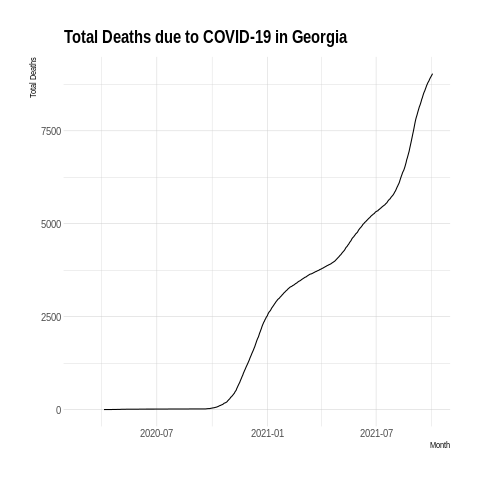 Total Deaths due to COVID-19 in Georgia
Total Deaths
7500
5000
2500
0
2020-07 2021-01 2021-07
Month